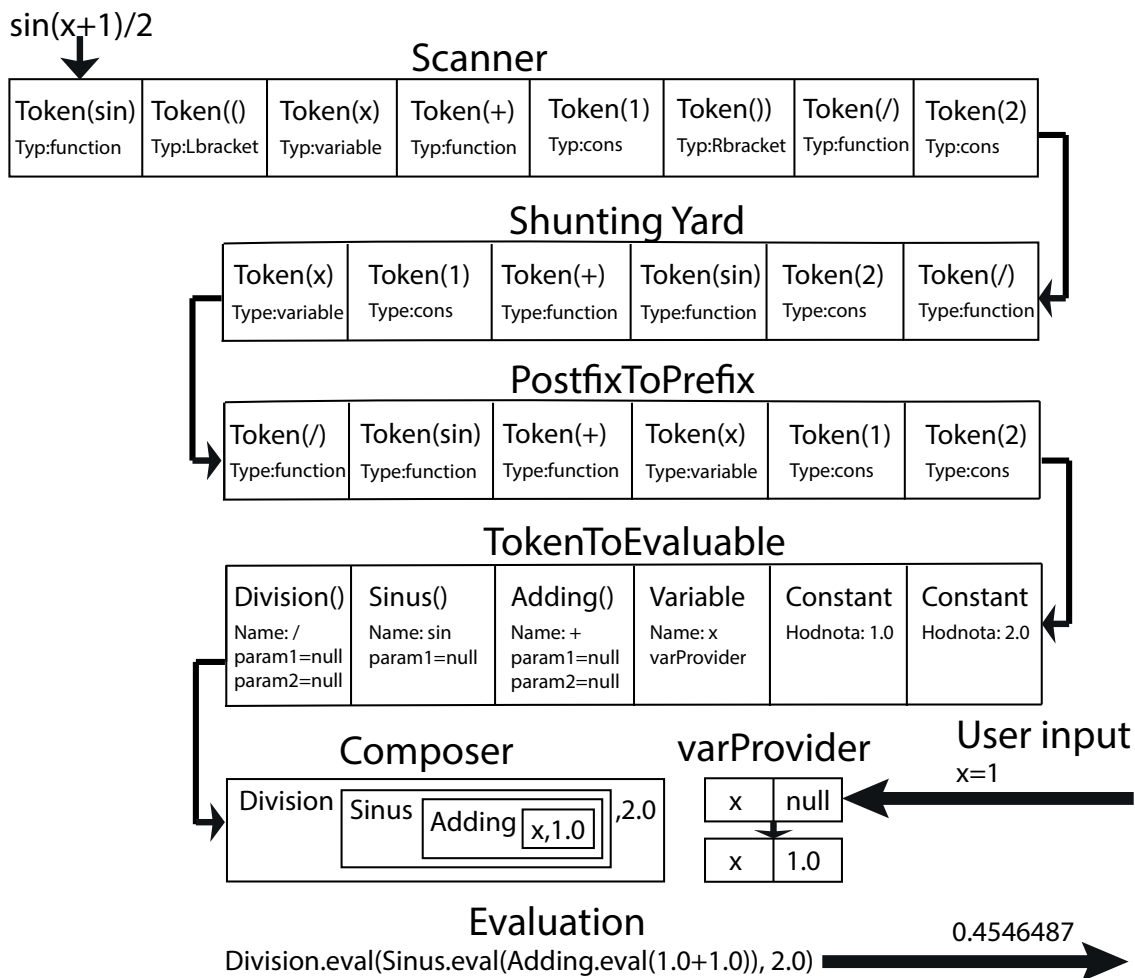 sin(x+1)/2
Scanner
Token(sin) Token(() Token(x) Token(+) Token(1) Token()) Token(/) Token(2)
Typ:function Typ:Lbracket Typ:variable Typ:function Typ:cons Typ:Rbracket Typ:function Typ:cons
Shunting Yard
Token(x) Token(1) Token(+) Token(sin) Token(2) Token(/)
Type:variable Type:cons Type:function Type:function Type:cons Type:function
PostfixToPrefix
Token(/) Token(sin) Token(+) Token(x) Token(1) Token(2)
Type:function Type:function Type:function Type:variable Type:cons Type:cons
TokenToEvaluable
Division() Sinus() Adding() Variable Constant Constant
Name: / Name: sin Name: + Name: x Hodnota: 1.0 Hodnota: 2.0
param1=null param1=null param1=null varProvider
param2=null param2=null
Composer varProvider User input
x=1
Division Sinus Adding x,1.0 ,2.0
x null
x 1.0
Evaluation
0.4546487
Division.eval(Sinus.eval(Adding.eval(1.0+1.0)), 2.0)